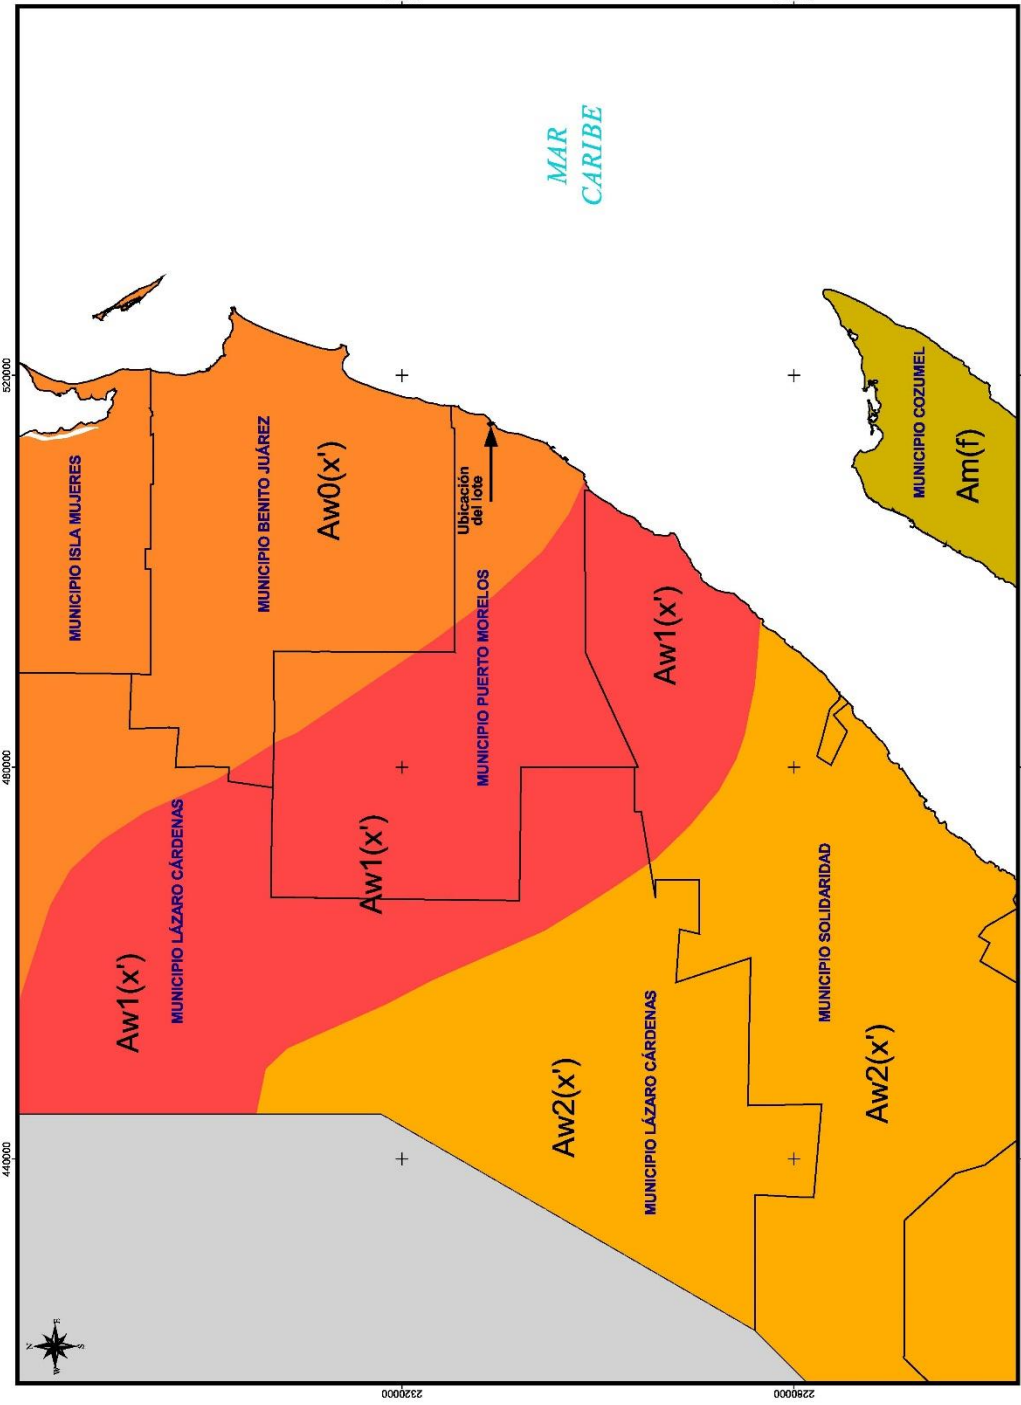 440000 480000 520000
N
W E
S
MUNICIPIO ISLA MUJERES
Aw1(x')
MUNICIPIO LÁZARO CÁRDENAS
MUNICIPIO BENITO JUÁREZ
Aw0(x')
Aw1(x')
2320000
Ubicación
del lote
MUNICIPIO PUERTO MORELOS
MAR
CARIBE
Aw2(x')
MUNICIPIO LÁZARO CÁRDENAS
Aw1(x')
2280000
MUNICIPIO SOLIDARIDAD
Aw2(x')
MUNICIPIO COZUMEL
Am(f)